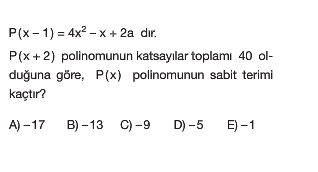 P(x – 1) = 4x² – x + 2a dır.
P(x + 2) polinomunun katsayılar toplamı 40 ol-
duğuna göre, P(x) polinomunun sabit terimi
kaçtır?
A) –17 B) –13 C) –9 D) –5 E) –1